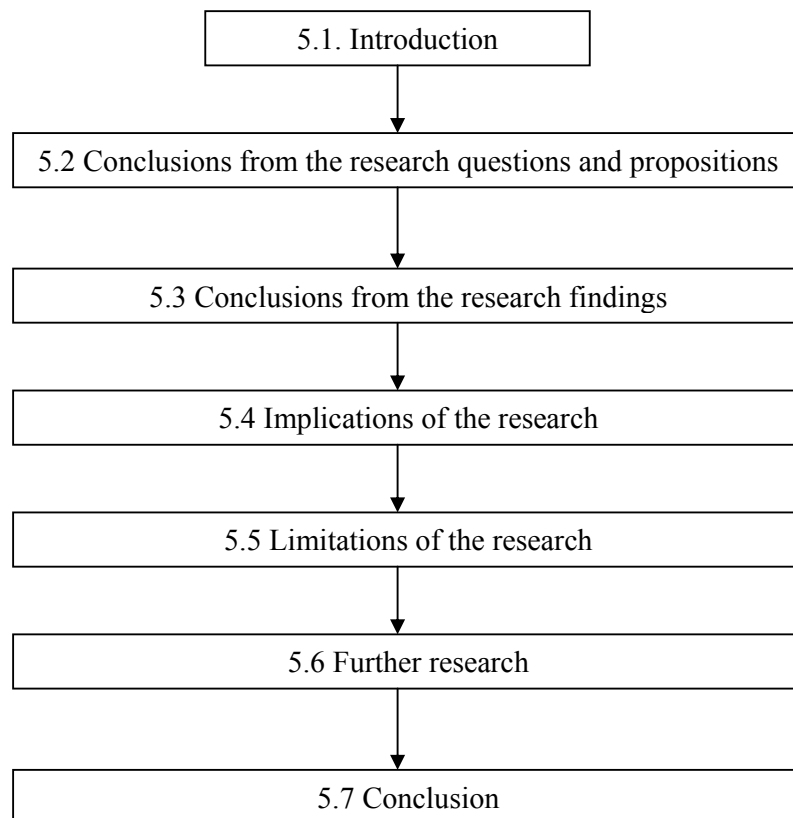 5.1. Introduction
5.2 Conclusions from the research questions and propositions
5.3 Conclusions from the research findings
5.4 Implications of the research
5.5 Limitations of the research
5.6 Further research
5.7 Conclusion